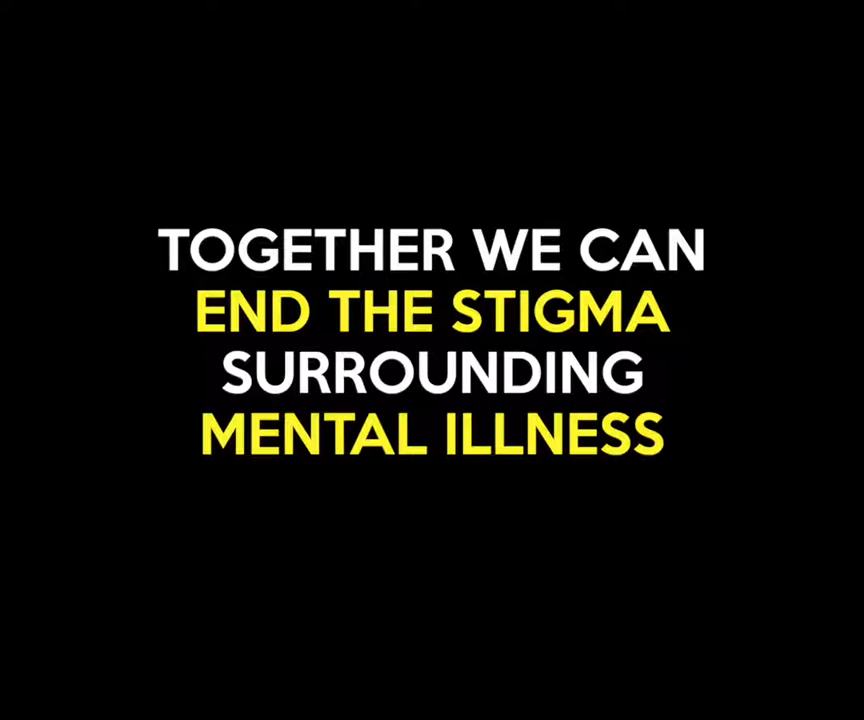 TOGETHER WE CAN
END THE STIGMA
SURROUNDING
MENTAL ILLNESS